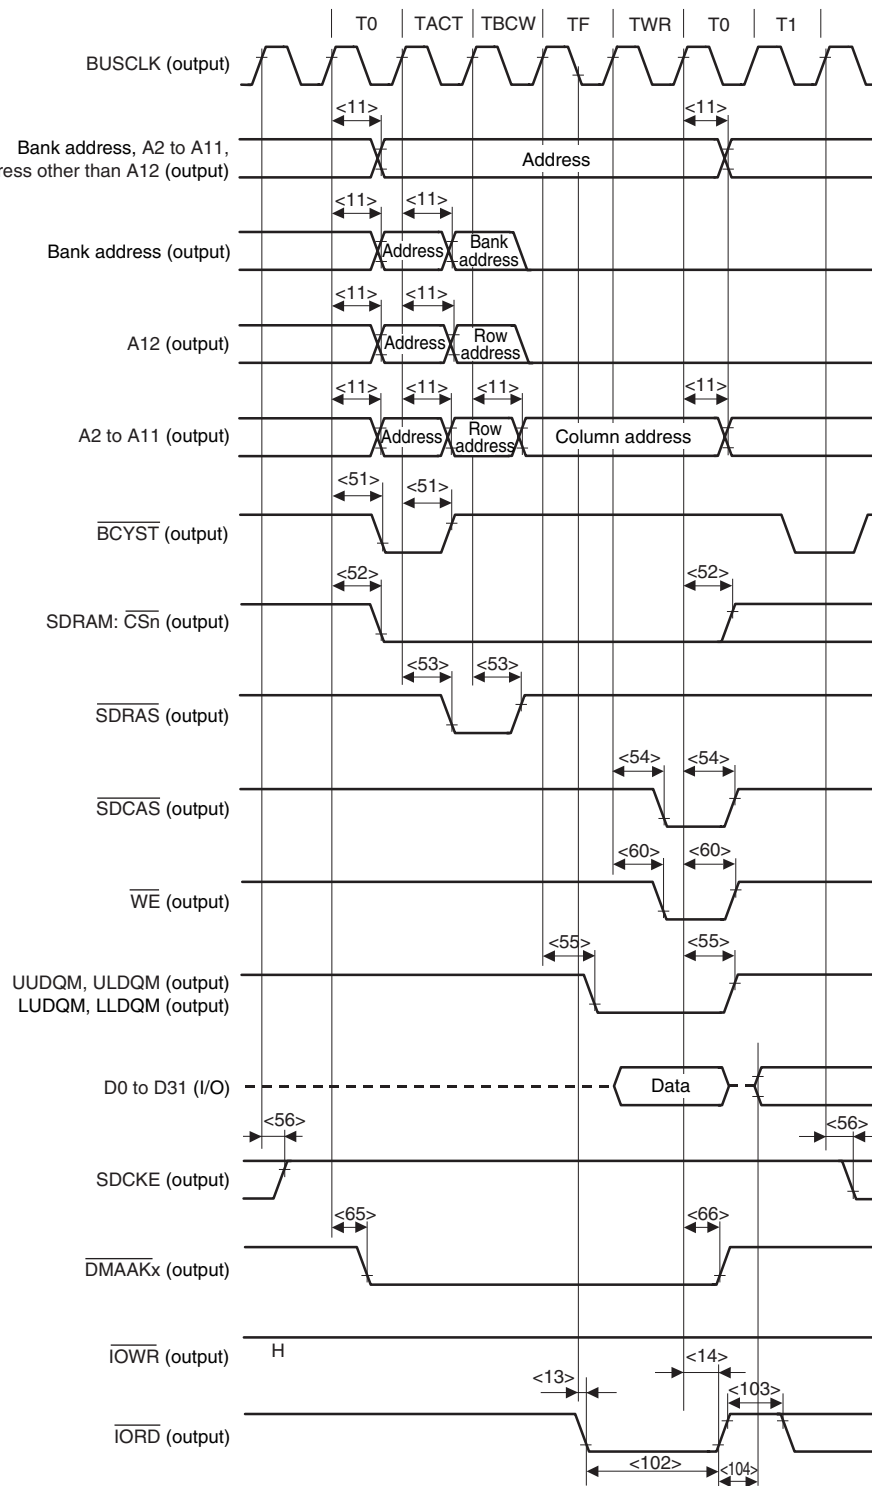 T0 TACT TBCW TF TWR T0 T1
BUSCLK (output)
<11> <11>
Bank address, A2 to A11,
ress other than A12 (output)
Address
<11> <11>
Bank address (output)
Address
Bank
address
<11> <11>
A12 (output)
Address
Row
address
<11> <11> <11> <11>
A2 to A11 (output)
Address
Row
address
Column address
<51> <51>
BCYST (output)
<52> <52>
SDRAM: CSn (output)
<53> <53>
SDRAS (output)
<54> <54>
SDCAS (output)
<60> <60>
WE (output)
<55> <55>
UUDQM, ULDQM (output)
LUDQM, LLDQM (output)
D0 to D31 (I/O)
Data
<56> <56>
SDCKE (output)
<65> <66>
DMAAKx (output)
IOWR (output)
H
<13> <14> <103>
IORD (output)
<102> <104>